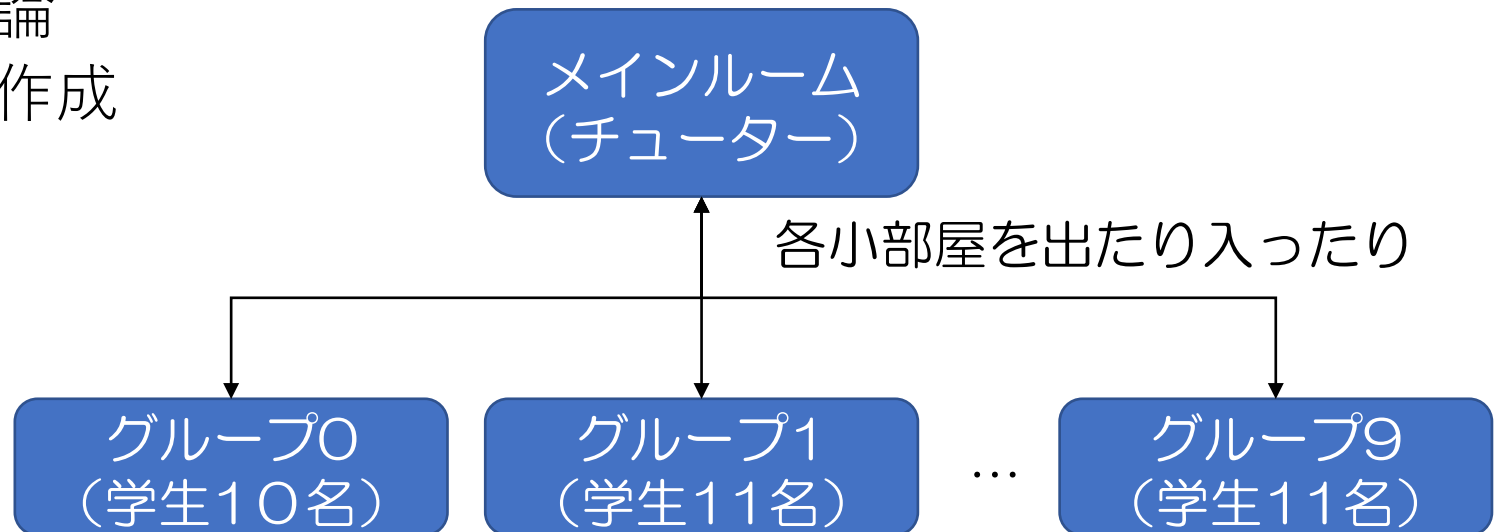 論
作成
メインルーム
（チューター）
各小部屋を出たり入ったり
グループ0
（学生１０名）
グループ1
（学生１１名）
…
グループ9
（学生１１名）